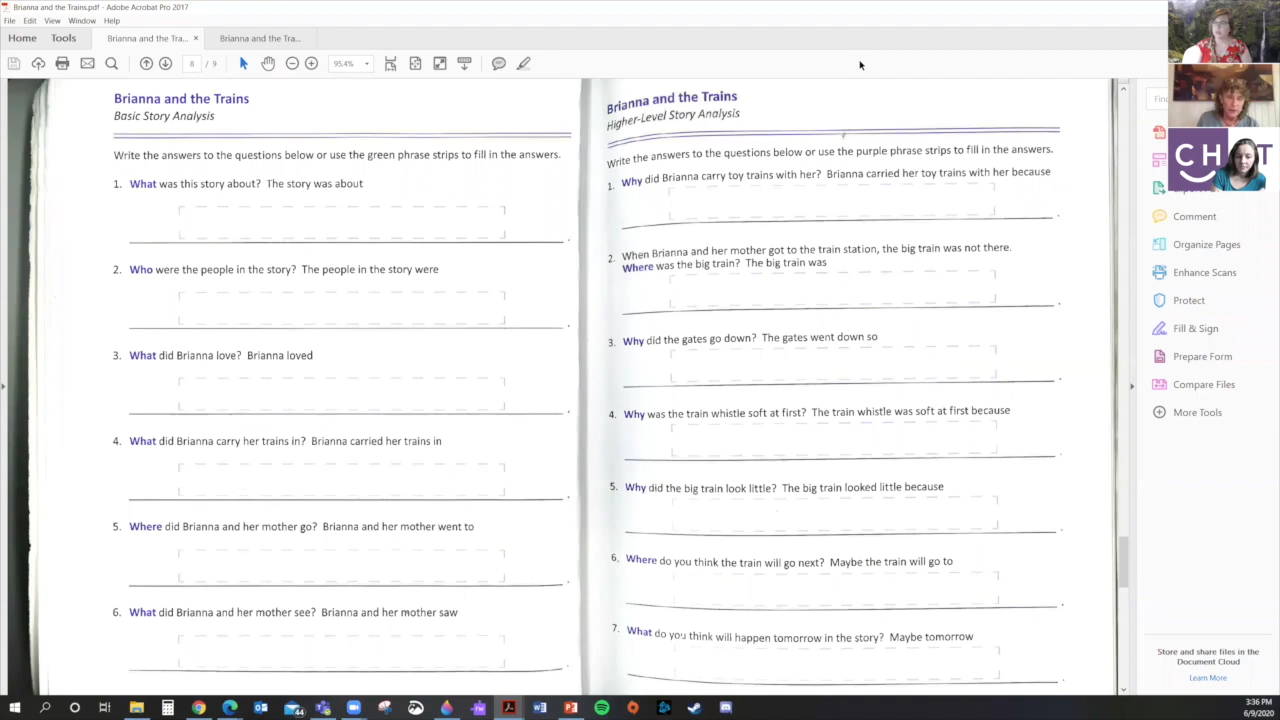 Brianna and the Trains.pdf - Adobe Acrobat Pro 2017
File Edit View Window Help
Home Tools Brianna and the Tra... × Brianna and the Tra...
8 / 9 95.4%
Brianna and the Trains
Basic Story Analysis
Write the answers to the questions below or use the green phrase strips to fill in the answers.
1. What was this story about? The story was about
.
2. Who were the people in the story? The people in the story were
.
3. What did Brianna love? Brianna loved
.
4. What did Brianna carry her trains in? Brianna carried her trains in
.
5. Where did Brianna and her mother go? Brianna and her mother went to
.
6. What did Brianna and her mother see? Brianna and her mother saw
.
Brianna and the Trains
Higher-Level Story Analysis
Write the answers to the questions below or use the purple phrase strips to fill in the answers.
1. Why did Brianna carry toy trains with her? Brianna carried her toy trains with her because
.
2. When Brianna and her mother got to the train station, the big train was not there.
Where was the big train? The big train was
.
3. Why did the gates go down? The gates went down so
.
4. Why was the train whistle soft at first? The train whistle was soft at first because
.
5. Why did the big train look little? The big train looked little because
.
6. Where do you think the train will go next? Maybe the train will go to
.
7. What do you think will happen tomorrow in the story? Maybe tomorrow
.
Comment
Organize Pages
Enhance Scans
Protect
Fill & Sign
Prepare Form
Compare Files
More Tools
Store and share files in the
Document Cloud
Learn More
3:36 PM
6/9/2020